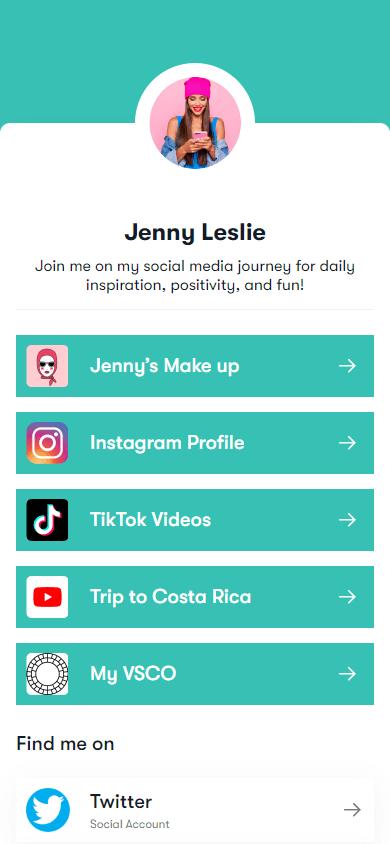 Jenny Leslie
Join me on my social media journey for daily
inspiration, positivity, and fun!
Jenny's Make up
Instagram Profile
TikTok Videos
Trip to Costa Rica
My VSCO
Find me on
Twitter
Social Account